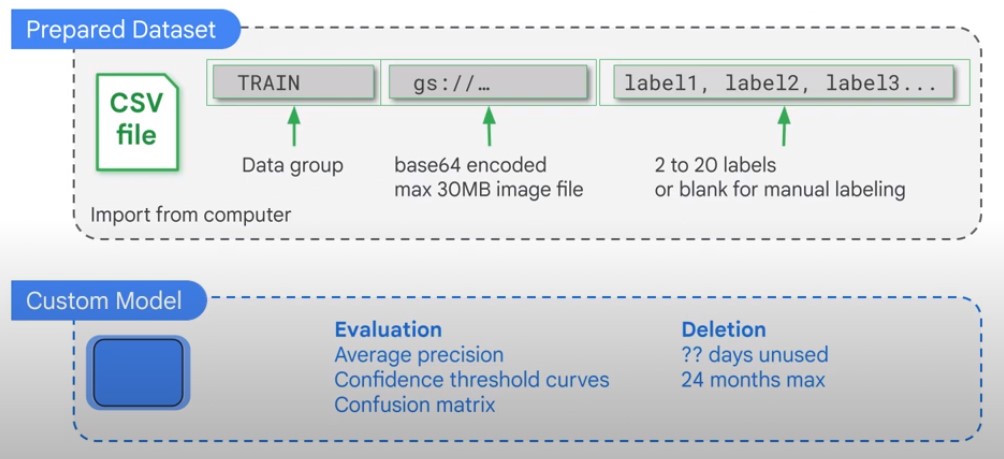 Prepared Dataset
CSV
file
TRAIN
gs://…
label1, label2, label3...
Data group
base64 encoded
max 30MB image file
2 to 20 labels
or blank for manual labeling
Import from computer
Custom Model
Evaluation
Average precision
Confidence threshold curves
Confusion matrix
Deletion
?? days unused
24 months max